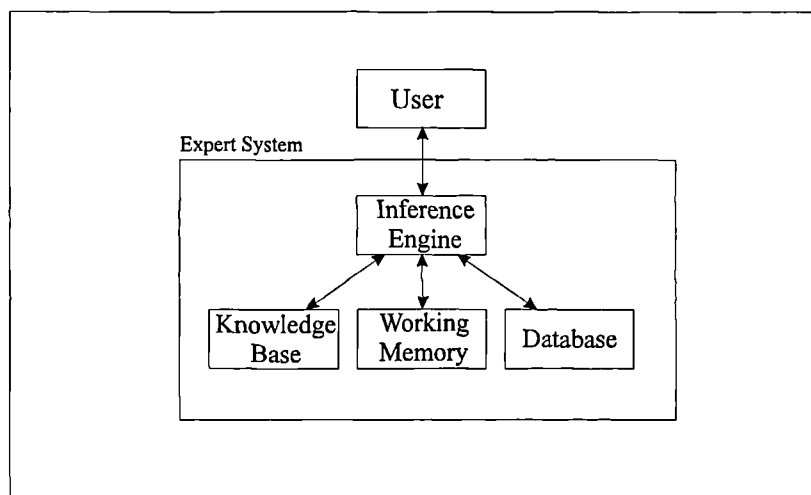 User
Expert System
Inference
Engine
Knowledge
Base
Working
Memory
Database